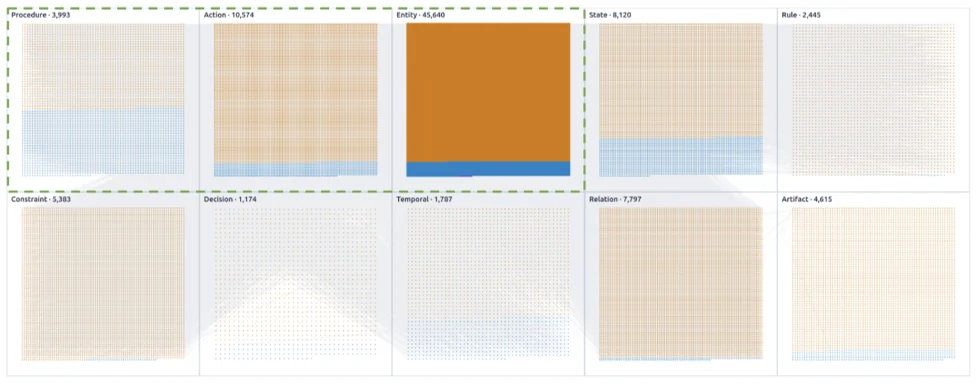 Procedure · 3,993
Action · 10,574
Entity · 45,640
State · 8,120
Rule · 2,445
Constraint · 5,383
Decision · 1,174
Temporal · 1,787
Relation · 7,797
Artifact · 4,615